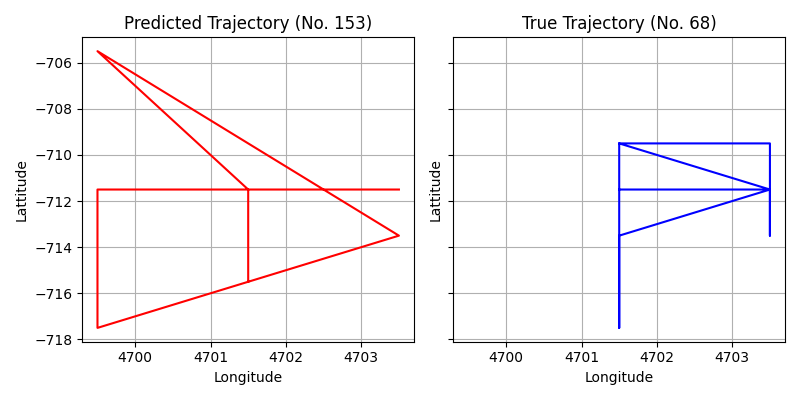 Predicted Trajectory (No. 153)
True Trajectory (No. 68)
Lattitude
−706
−708
−710
−712
−714
−716
−718
4700
4701
4702
4703
Longitude
Lattitude
4700
4701
4702
4703
Longitude